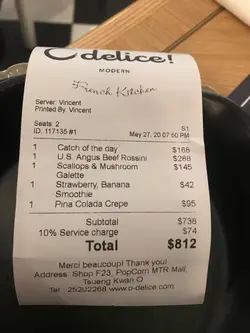 O'delice!
MODERN
French Kitchen
Server: Vincent
Printed By: Vincent
Seats: 2
ID: 117135 #1
S1
May 27, 20 07:50 PM
1 Catch of the day $168
1 U.S. Angus Beef Rossini $288
1 Scallops & Mushroom $145
Galette
1 Strawberry, Banana $42
Smoothie
1 Pina Colada Crepe $95
Subtotal $738
10% Service charge $74
Total $812
Merci beaucoup! Thank you!
Address: Shop F23, PopCorn MTR Mall,
Tsueng Kwan O
Tel : 25202268 www.o-delice.com